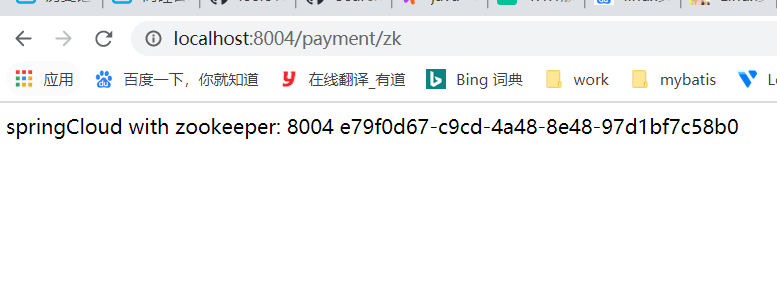 localhost:8004/payment/zk
应用 百度一下，你就知道 在线翻译_有道 Bing 词典 work mybatis
springCloud with zookeeper: 8004 e79f0d67-c9cd-4a48-8e48-97d1bf7c58b0